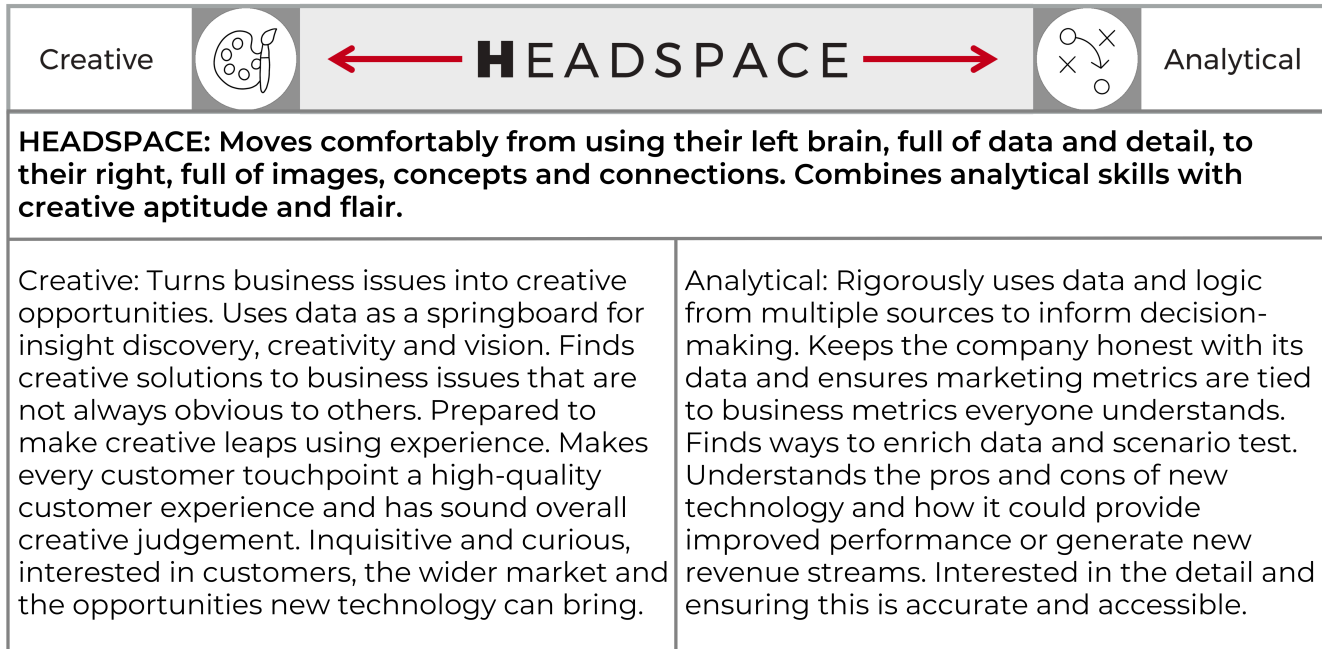 Creative
HEADSPACE
Analytical
HEADSPACE: Moves comfortably from using their left brain, full of data and detail, to
their right, full of images, concepts and connections. Combines analytical skills with
creative aptitude and flair.
Creative: Turns business issues into creative
opportunities. Uses data as a springboard for
insight discovery, creativity and vision. Finds
creative solutions to business issues that are
not always obvious to others. Prepared to
make creative leaps using experience. Makes
every customer touchpoint a high-quality
customer experience and has sound overall
creative judgement. Inquisitive and curious,
interested in customers, the wider market and
the opportunities new technology can bring.
Analytical: Rigorously uses data and logic
from multiple sources to inform decision-
making. Keeps the company honest with its
data and ensures marketing metrics are tied
to business metrics everyone understands.
Finds ways to enrich data and scenario test.
Understands the pros and cons of new
technology and how it could provide
improved performance or generate new
revenue streams. Interested in the detail and
ensuring this is accurate and accessible.